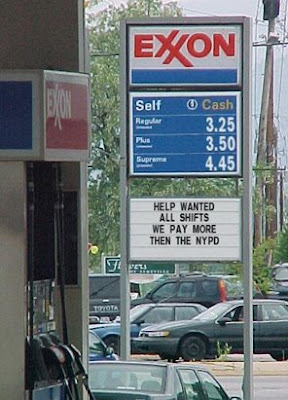 EXXON
EXXON
Self Cash
Regular 3.25
Plus 3.50
Supreme 4.45
HELP WANTED
ALL SHIFTS
WE PAY MORE
THEN THE NYPD
TOYOTA